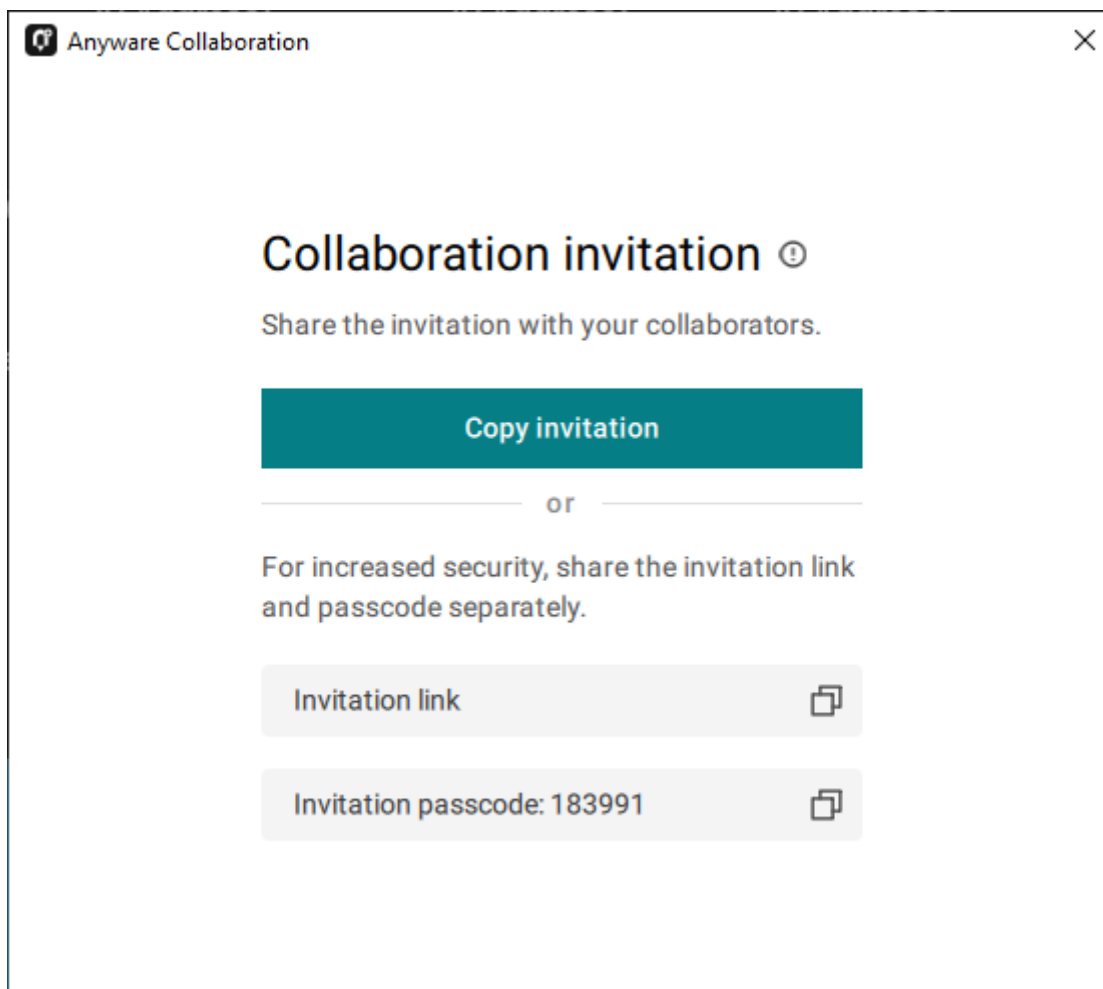 Anyware Collaboration
Collaboration invitation
Share the invitation with your collaborators.
Copy invitation
or
For increased security, share the invitation link
and passcode separately.
Invitation link
Invitation passcode: 183991